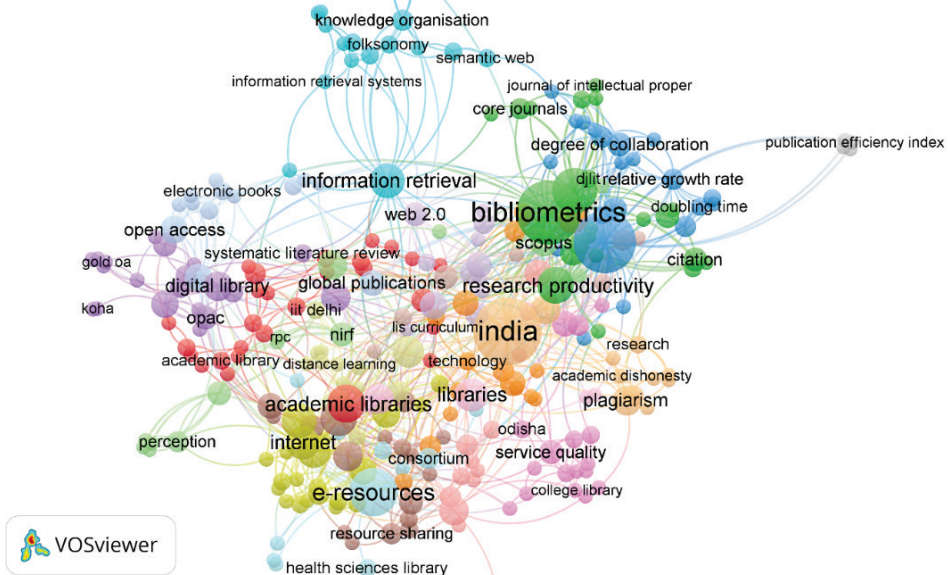 knowledge organisation
folksonomy
semantic web
information retrieval systems
journal of intellectual proper
core journals
degree of collaboration
publication efficiency index
information retrieval
djlit
relative growth rate
electronic books
web 2.0
bibliometrics
doubling time
open access
scopus
systematic literature review
citation
gold oa
digital library
global publications
research productivity
koha
opac
iit delhi
lis curriculum
india
rpc
nirf
research
academic library
distance learning
technology
academic dishonesty
academic libraries
libraries
plagiarism
perception
internet
odisha
consortium
service quality
e-resources
college library
resource sharing
VOSviewer
health sciences library